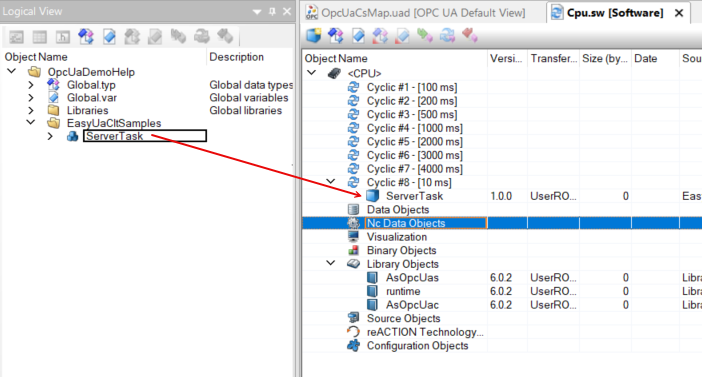 Logical View
Object Name Description
OpcUaDemoHelp
Global.typ Global data types
Global.var Global variables
Libraries Global libraries
EasyUaCltSamples
ServerTask
OpcUaCsMap.uad [OPC UA Default View] Cpu.sw [Software]
Object Name Versi... Transfer... Size (by... Date Sou
<CPU>
Cyclic #1 - [100 ms]
Cyclic #2 - [200 ms]
Cyclic #3 - [500 ms]
Cyclic #4 - [1000 ms]
Cyclic #5 - [2000 ms]
Cyclic #6 - [3000 ms]
Cyclic #7 - [4000 ms]
Cyclic #8 - [10 ms]
ServerTask 1.0.0 UserRO... 0 Eas
Data Objects
Nc Data Objects
Visualization
Binary Objects
Library Objects
AsOpcUas 6.0.2 UserRO... 0 Libra
runtime 6.0.2 UserRO... 0 Libra
AsOpcUac 6.0.2 UserRO... 0 Libra
Source Objects
reACTION Technology...
Configuration Objects